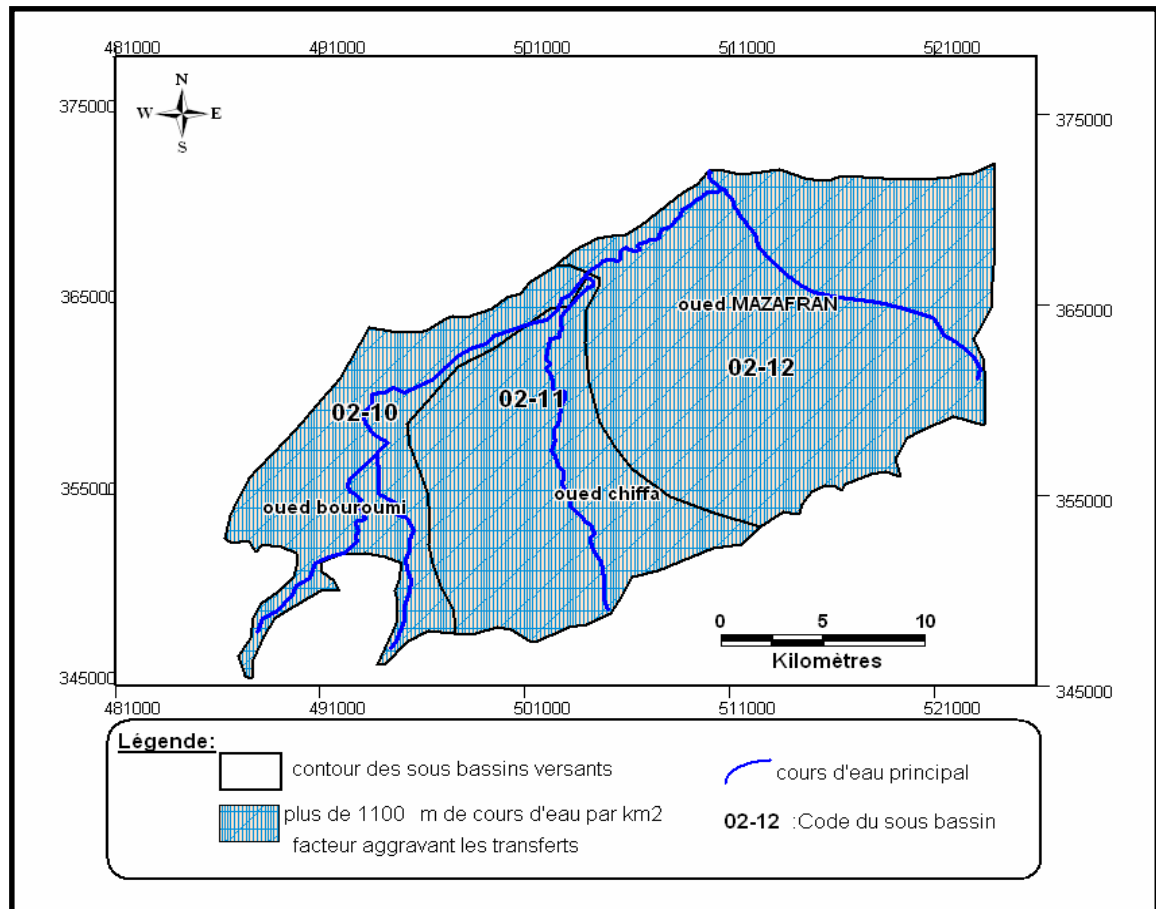 481000 491000 501000 511000 521000
N
W E
S
375000 375000
365000 365000
oued MAZAFRAN
02-12
02-11
02-10
355000 355000
oued chiffa
oued bouroumi
0 5 10
Kilomètres
345000 345000
481000 491000 501000 511000 521000
Légende:
contour des sous bassins versants
cours d'eau principal
plus de 1100 m de cours d'eau par km2
facteur aggravant les transferts
02-12 :Code du sous bassin